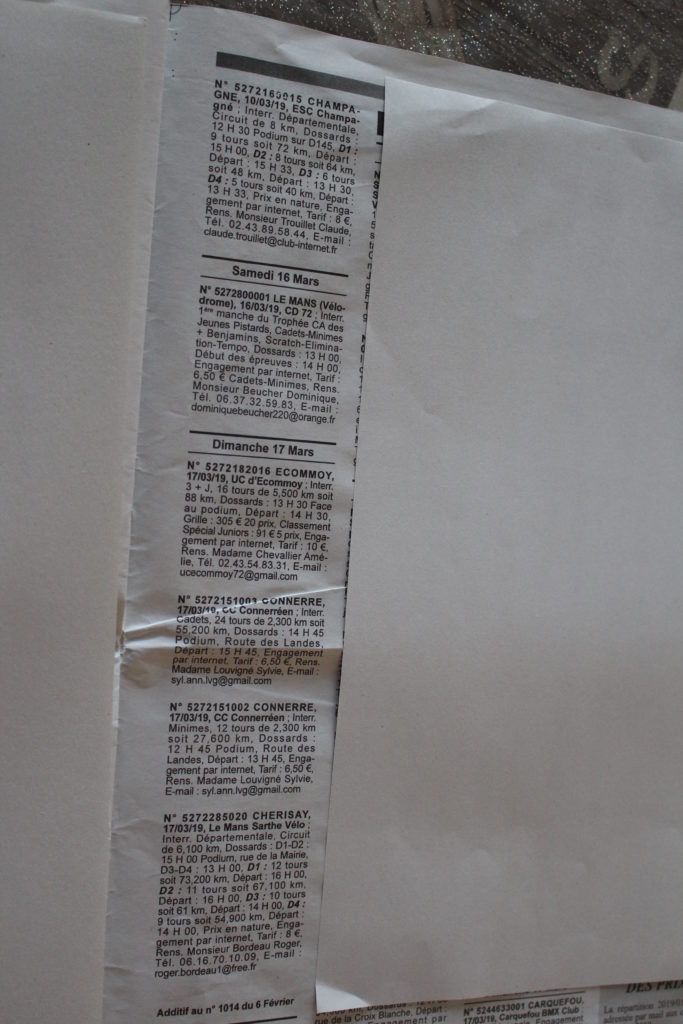 N° 5272160015 CHAMPA-
GNE, 10/03/19, ESC Champa-
gné : Interr. Départementale,
Circuit de 8 km, Dossards :
12 H 30 Podium sur D145, D1 :
9 tours soit 72 km, Départ :
15 H 00, D2 : 8 tours soit 64 km,
Départ : 15 H 33, D3 : 6 tours
soit 48 km, Départ : 13 H 30,
D4 : 5 tours soit 40 km, Départ :
13 H 33, Prix en nature, Enga-
gement par internet, Tarif : 8 €,
Rens. Monsieur Trouillet Claude,
Tél. 02.43.89.58.44, E-mail :
claude.trouillet@club-internet.fr
Samedi 16 Mars
N° 5272800001 LE MANS (Vélo-
drome), 16/03/19, CD 72 : Interr.
1ère manche du Trophée CA des
Jeunes Pistards, Cadets-Minimes
+ Benjamins, Scratch-Elimina-
tion-Tempo, Dossards : 13 H 00,
Début des épreuves : 14 H 00,
Engagement par internet, Tarif :
6,50 € Cadets-Minimes, Rens.
Monsieur Beucher Dominique,
Tél. 06.37.32.59.83, E-mail :
dominiquebeucher220@orange.fr
Dimanche 17 Mars
N° 5272182016 ECOMMOY,
17/03/19, UC d'Ecommoy : Interr.
3 + J, 16 tours de 5,500 km soit
88 km, Dossards : 13 H 30 Face
au podium, Départ : 14 H 30,
Grille : 305 € 20 prix, Classement
Spécial Juniors : 91 € 5 prix, Enga-
gement par internet, Tarif : 10 €,
Rens. Madame Chevallier Amé-
lie, Tél. 02.43.54.83.31, E-mail :
ucecommoy72@gmail.com
N° 5272151003 CONNERRE,
17/03/19, CC Connerréen : Interr.
Cadets, 24 tours de 2,300 km soit
55,200 km, Dossards : 14 H 45
Podium, Route des Landes,
Départ : 15 H 45, Engagement
par internet, Tarif : 6,50 €, Rens.
Madame Louvigné Sylvie, E-mail :
syl.ann.lvg@gmail.com
N° 5272151002 CONNERRE,
17/03/19, CC Connerréen : Interr.
Minimes, 12 tours de 2,300 km
soit 27,600 km, Dossards :
12 H 45 Podium, Route des
Landes, Départ : 13 H 45, Enga-
gement par internet, Tarif : 6,50 €,
Rens. Madame Louvigné Sylvie,
E-mail : syl.ann.lvg@gmail.com
N° 5272285020 CHERISAY,
17/03/19, Le Mans Sarthe Vélo :
Interr. Départementale, Circuit
de 6,100 km, Dossards : D1-D2 :
15 H 00 Podium, rue de la Mairie,
D3-D4 : 13 H 00, D1 : 12 tours
soit 73,200 km, Départ : 16 H 00,
D2 : 11 tours soit 67,100 km,
Départ : 16 H 00, D3 : 10 tours
soit 61 km, Départ : 14 H 00, D4 :
9 tours soit 54,900 km, Départ :
14 H 00, Prix en nature, Enga-
gement par internet, Tarif : 8 €,
Rens. Monsieur Bordeau Roger,
Tél. 06.16.70.10.09, E-mail :
roger.bordeau1@free.fr
Additif au n° 1014 du 6 Février
rue de la Croix Blanche, Départ :
N° 5244633001 CARQUEFOU,
17/03/19, Carquefou BMX Club :
DES PRI
La répartition 2019/